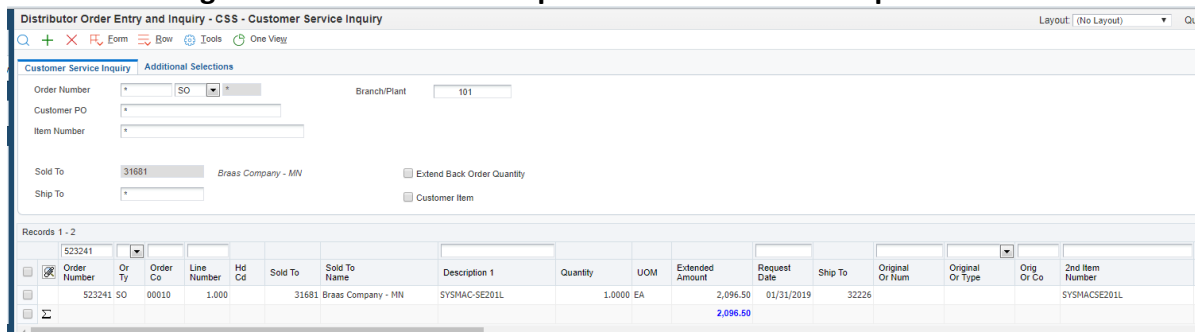 Distributor Order Entry and Inquiry - CSS - Customer Service Inquiry Layout: (No Layout)
Form Row Tools One View
Customer Service Inquiry Additional Selections
Order Number * SO * Branch/Plant 101
Customer PO *
Item Number *
Sold To 31681 Braas Company - MN Extend Back Order Quantity
Ship To * Customer Item
Records 1 - 2
523241
Order Number Or Ty Order Co Line Number Hd Cd Sold To Sold To Name Description 1 Quantity UOM Extended Amount Request Date Ship To Original Or Num Original Or Type Orig Or Co 2nd Item Number
523241 SO 00010 1.000 31681 Braas Company - MN SYSMAC-SE201L 1.0000 EA 2,096.50 01/31/2019 32226 SYSMACSE201L
Σ 2,096.50